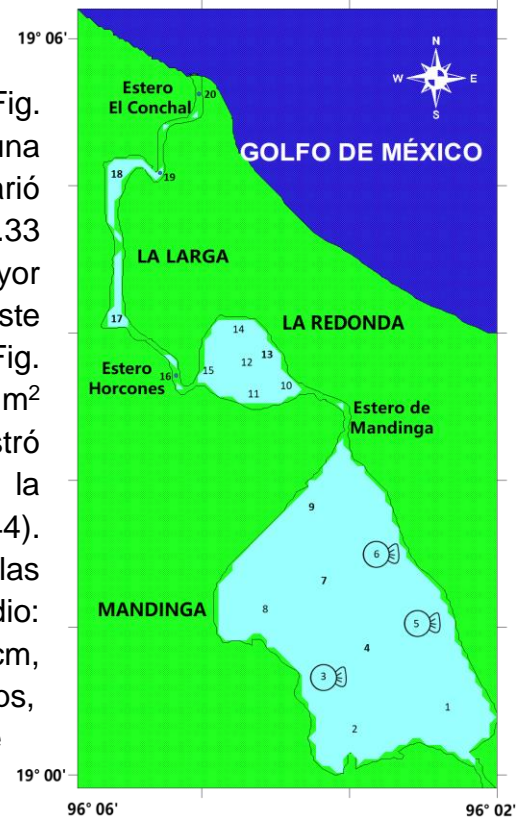 Fig.
una
arió
.33
yor
ste
Fig.
m²
stró
la
4).
las
dio:
cm,
os,
19° 06'
Estero
El Conchal
20
N
W E
S
GOLFO DE MÉXICO
18
19
LA LARGA
17
LA REDONDA
14
13
12
15
16
10
11
Estero
Horcones
Estero de
Mandinga
9
6
7
MANDINGA
8
5
4
3
1
2
19° 00'
96° 06'
96° 02'